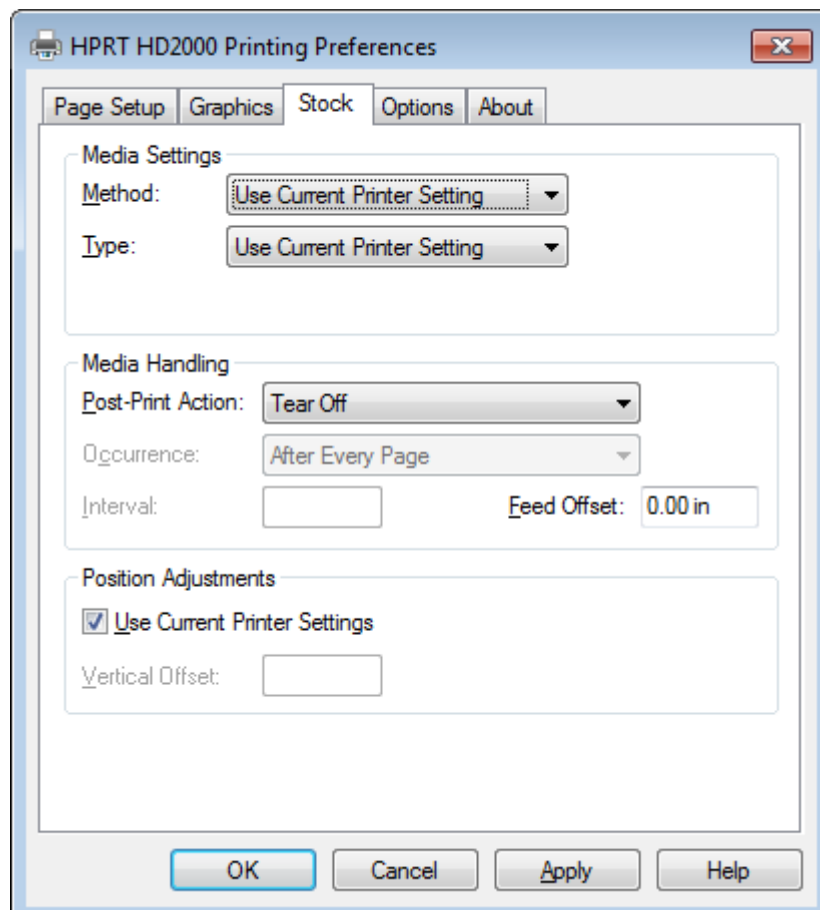 HPRT HD2000 Printing Preferences
Page Setup Graphics Stock Options About
Media Settings
Method: Use Current Printer Setting
Type: Use Current Printer Setting
Media Handling
Post-Print Action: Tear Off
Occurrence: After Every Page
Interval: Feed Offset: 0.00 in
Position Adjustments
Use Current Printer Settings
Vertical Offset:
OK Cancel Apply Help